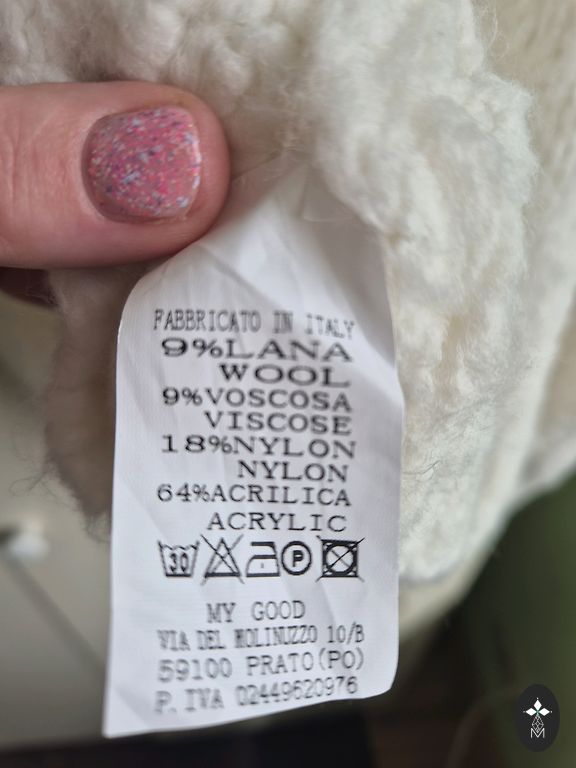 FABBRICATO IN ITALY
9%LANA
WOOL
9%VOSCOSA
VISCOSE
18%NYLON
NYLON
64%ACRILICA
ACRYLIC
30 P
MY GOOD
VIA DEL MOLINUZZO 10/B
59100 PRATO(PO)
P. IVA 02449620976
M